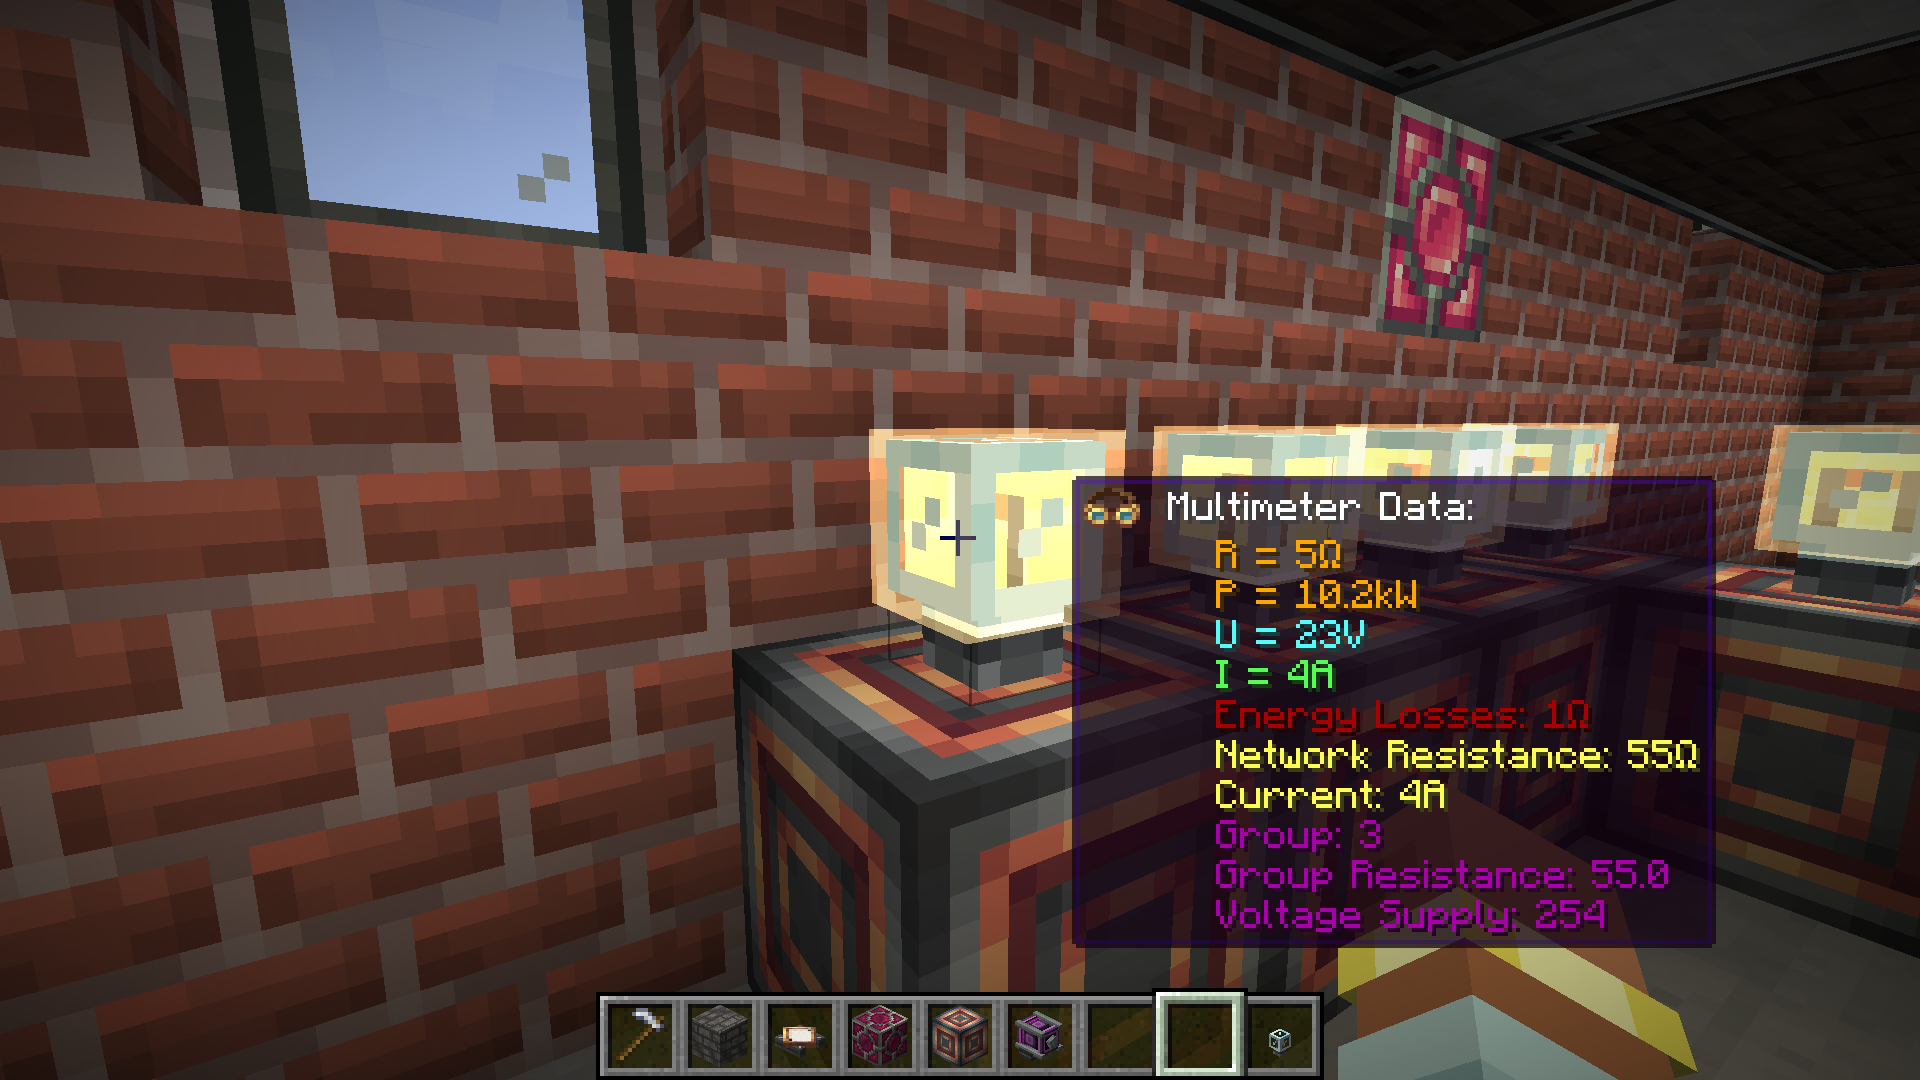 Multimeter Data:
R = 5Ω
P = 10.2kW
U = 23V
I = 4A
Energy Losses: 1Ω
Network Resistance: 55Ω
Current: 4A
Group: 3
Group Resistance: 55.0
Voltage Supply: 254